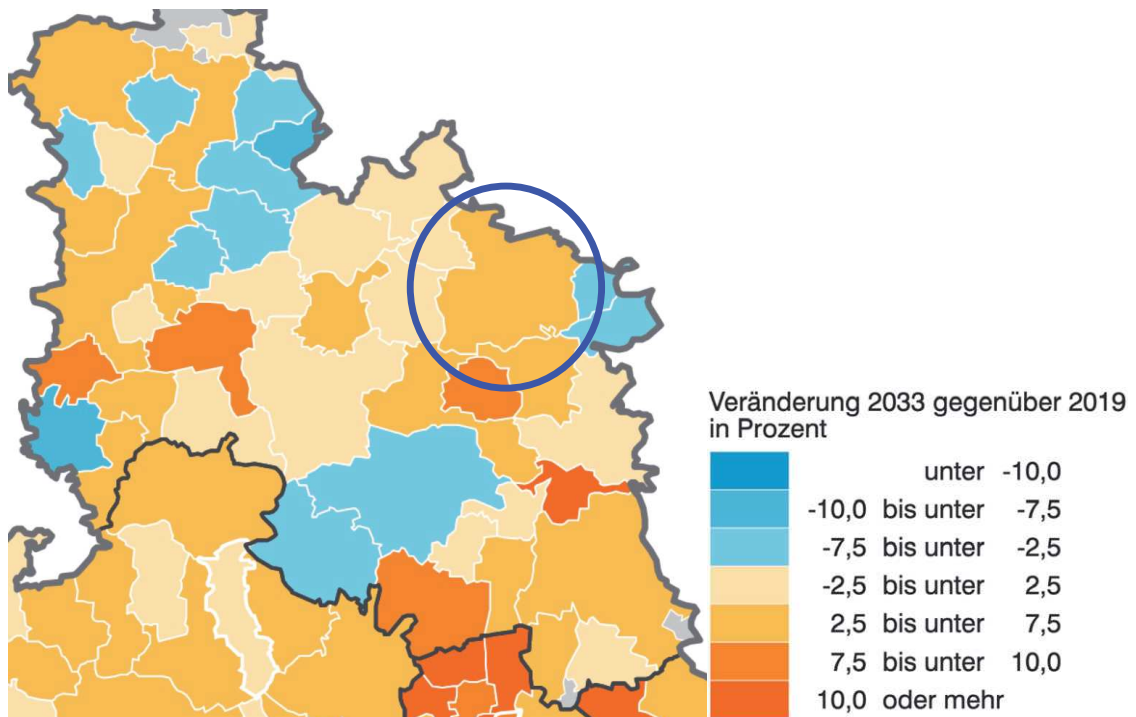 Veränderung 2033 gegenüber 2019
in Prozent
unter -10,0
-10,0 bis unter -7,5
-7,5 bis unter -2,5
-2,5 bis unter 2,5
2,5 bis unter 7,5
7,5 bis unter 10,0
10,0 oder mehr